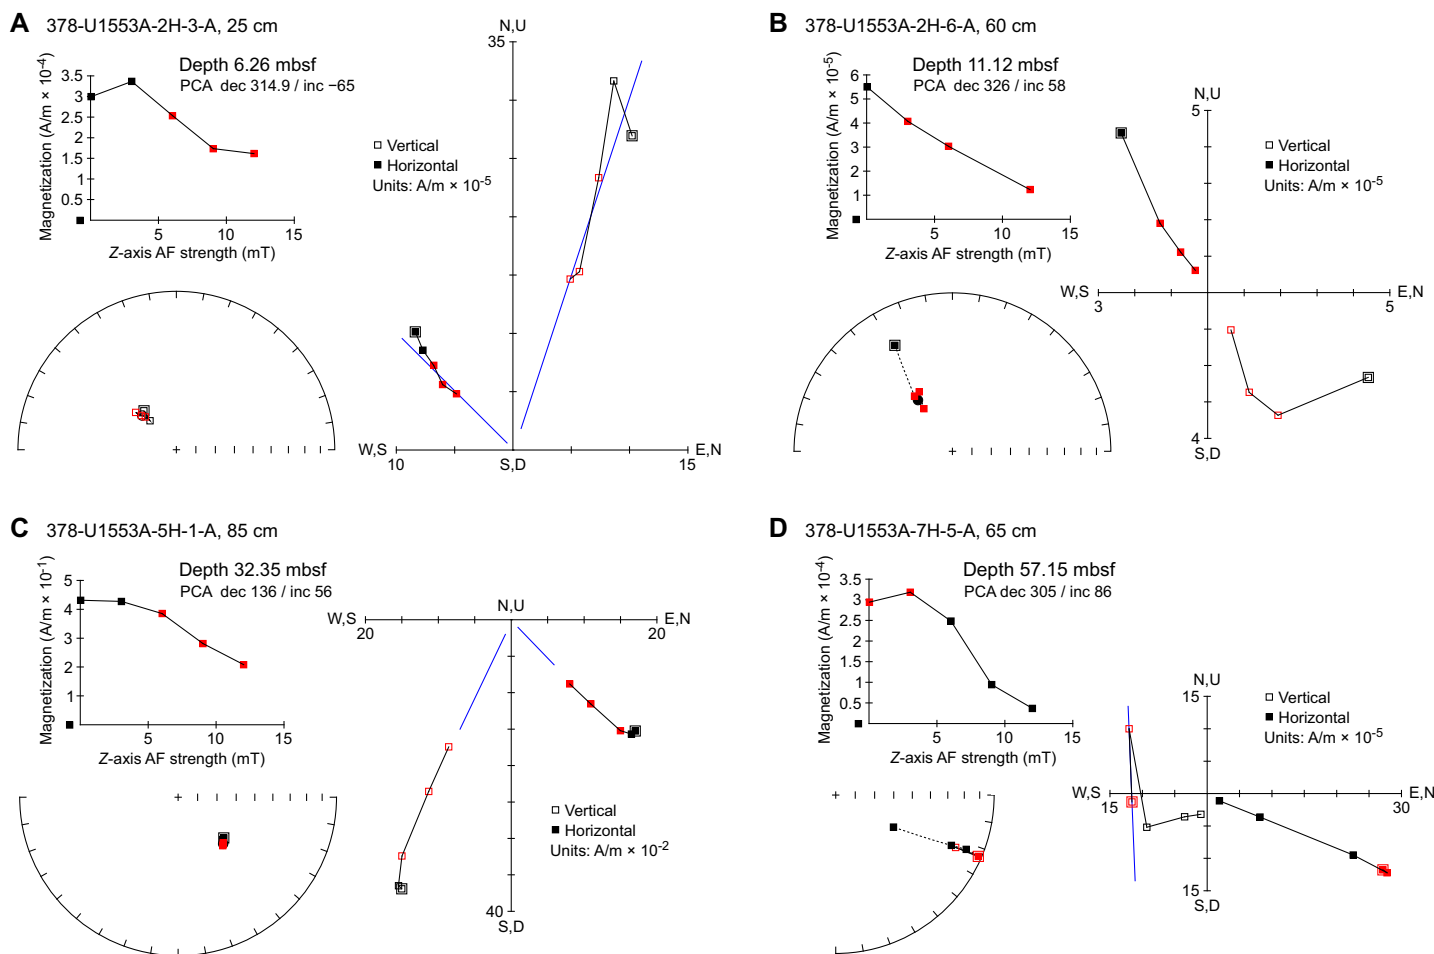 A 378-U1553A-2H-3-A, 25 cm
Depth 6.26 mbsf
PCA dec 314.9 / inc −65
Magnetization (A/m × 10-4)
3.5
3
2.5
2
1.5
1
0.5
5 10 15
Z-axis AF strength (mT)
Vertical
Horizontal
Units: A/m × 10-5
N,U
35
W,S
10
S,D
E,N
15
B 378-U1553A-2H-6-A, 60 cm
Depth 11.12 mbsf
PCA dec 326 / inc 58
Magnetization (A/m × 10-5)
6
5
4
3
2
1
5 10 15
Z-axis AF strength (mT)
N,U
5
Vertical
Horizontal
Units: A/m × 10-5
W,S
3
E,N
5
4
S,D
C 378-U1553A-5H-1-A, 85 cm
Depth 32.35 mbsf
PCA dec 136 / inc 56
Magnetization (A/m × 10-1)
5
4
3
2
1
5 10 15
Z-axis AF strength (mT)
N,U
W,S
20
E,N
20
Vertical
Horizontal
Units: A/m × 10-2
40
S,D
D 378-U1553A-7H-5-A, 65 cm
Depth 57.15 mbsf
PCA dec 305 / inc 86
Magnetization (A/m × 10-4)
3.5
3
2.5
2
1.5
1
0.5
5 10 15
Z-axis AF strength (mT)
N,U
15
Vertical
Horizontal
Units: A/m × 10-5
W,S
15
E,N
30
15
S,D